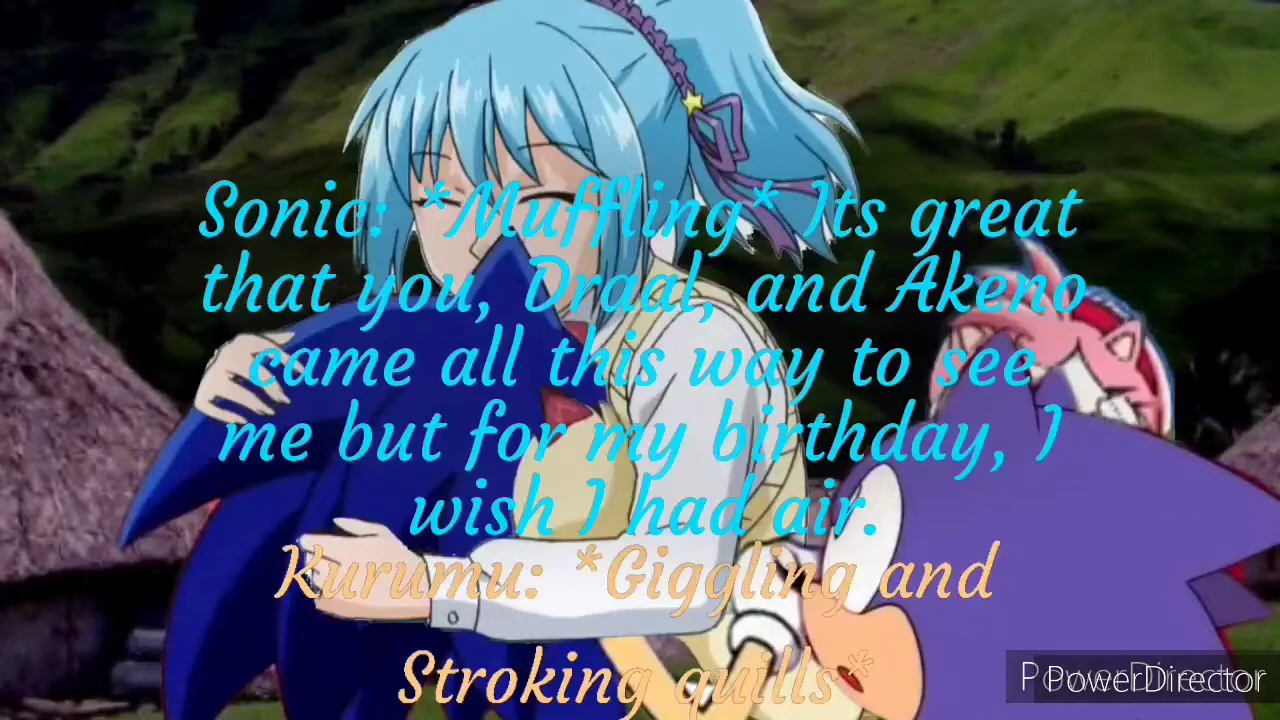 Sonic: *Muffling* Its great
that you, Draal, and Akeno
came all this way to see
me but for my birthday, I
wish I had air.
Kurumu: *Giggling and
Stroking quills*
PowerDirector